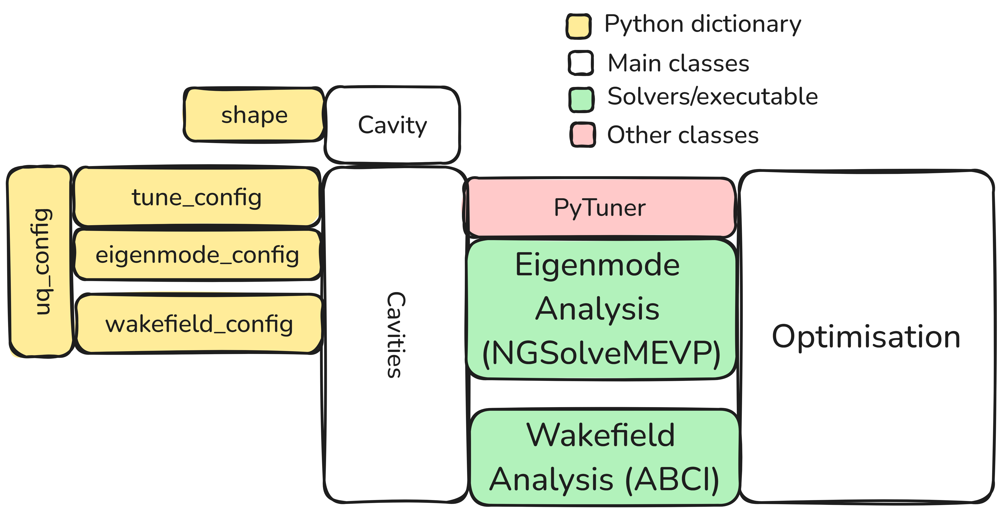 Python dictionary
Main classes
Solvers/executable
Other classes
shape
Cavity
uq_config
tune_config
eigenmode_config
wakefield_config
Cavities
PyTuner
Eigenmode
Analysis
(NGSolveMEVP)
Wakefield
Analysis (ABCI)
Optimisation